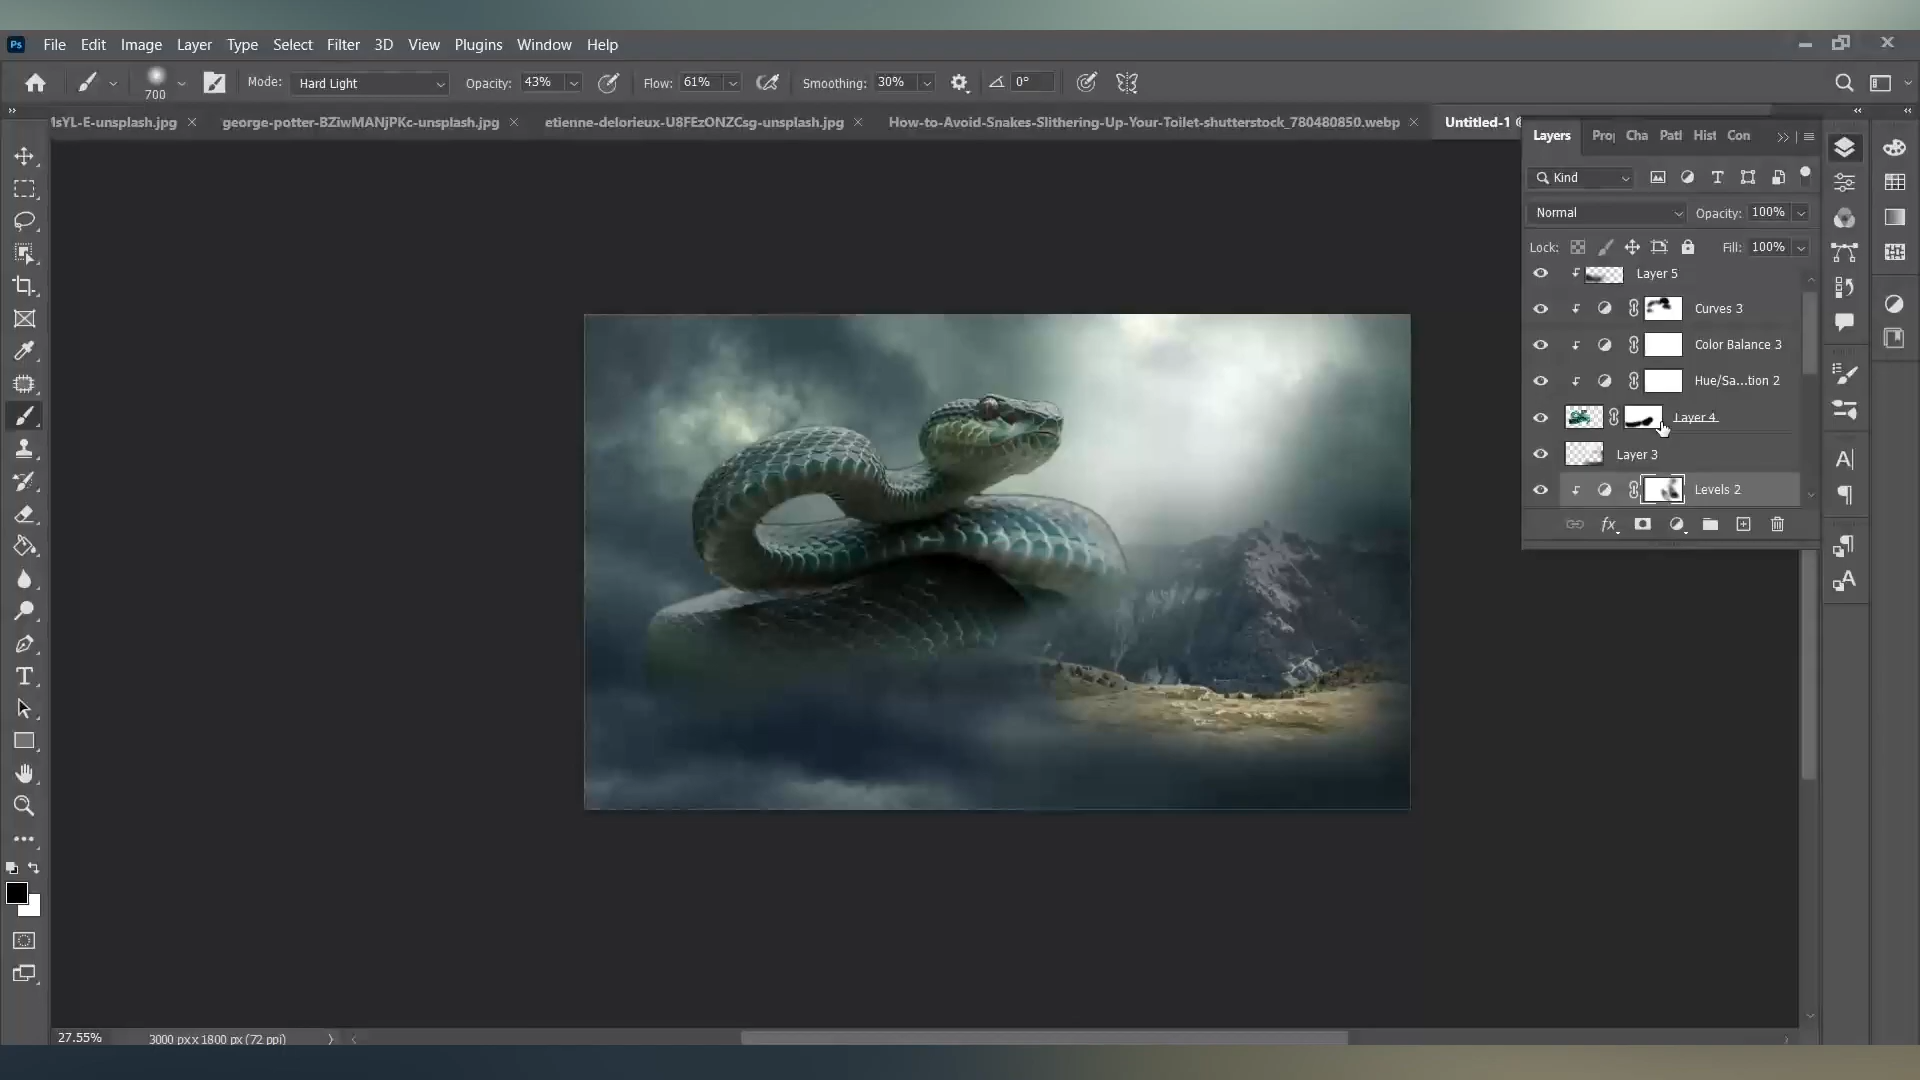 Ps File Edit Image Layer Type Select Filter 3D View Plugins Window Help
700 Mode: Hard Light Opacity: 43% Flow: 61% Smoothing: 30% 0°
sYL-E-unsplash.jpg george-potter-BZiwMANjPKc-unsplash.jpg etienne-delorieux-U8FEzONZCsg-unsplash.jpg How-to-Avoid-Snakes-Slithering-Up-Your-Toilet-shutterstock_780480850.webp Untitled-1
Layers Pro Cha Patl Hist Con
Kind
Normal Opacity: 100%
Lock: Fill: 100%
Layer 5
Curves 3
Color Balance 3
Hue/Sa...tion 2
Layer 4
Layer 3
Levels 2
fx
27.55% 3000 px x 1800 px (72 ppi)